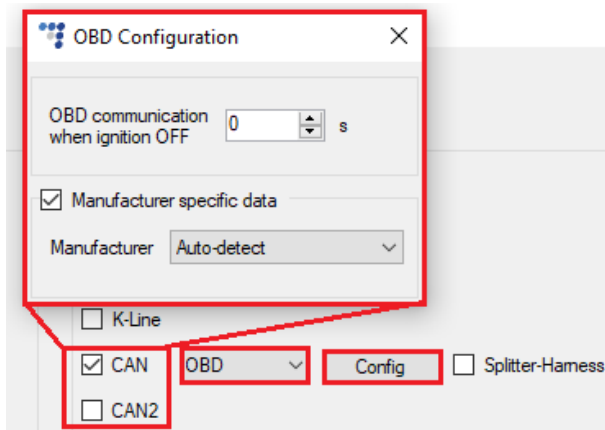 OBD Configuration
OBD communication
when ignition OFF
0
s
Manufacturer specific data
Manufacturer
Auto-detect
K-Line
CAN
OBD
Config
Splitter-Harness
CAN2